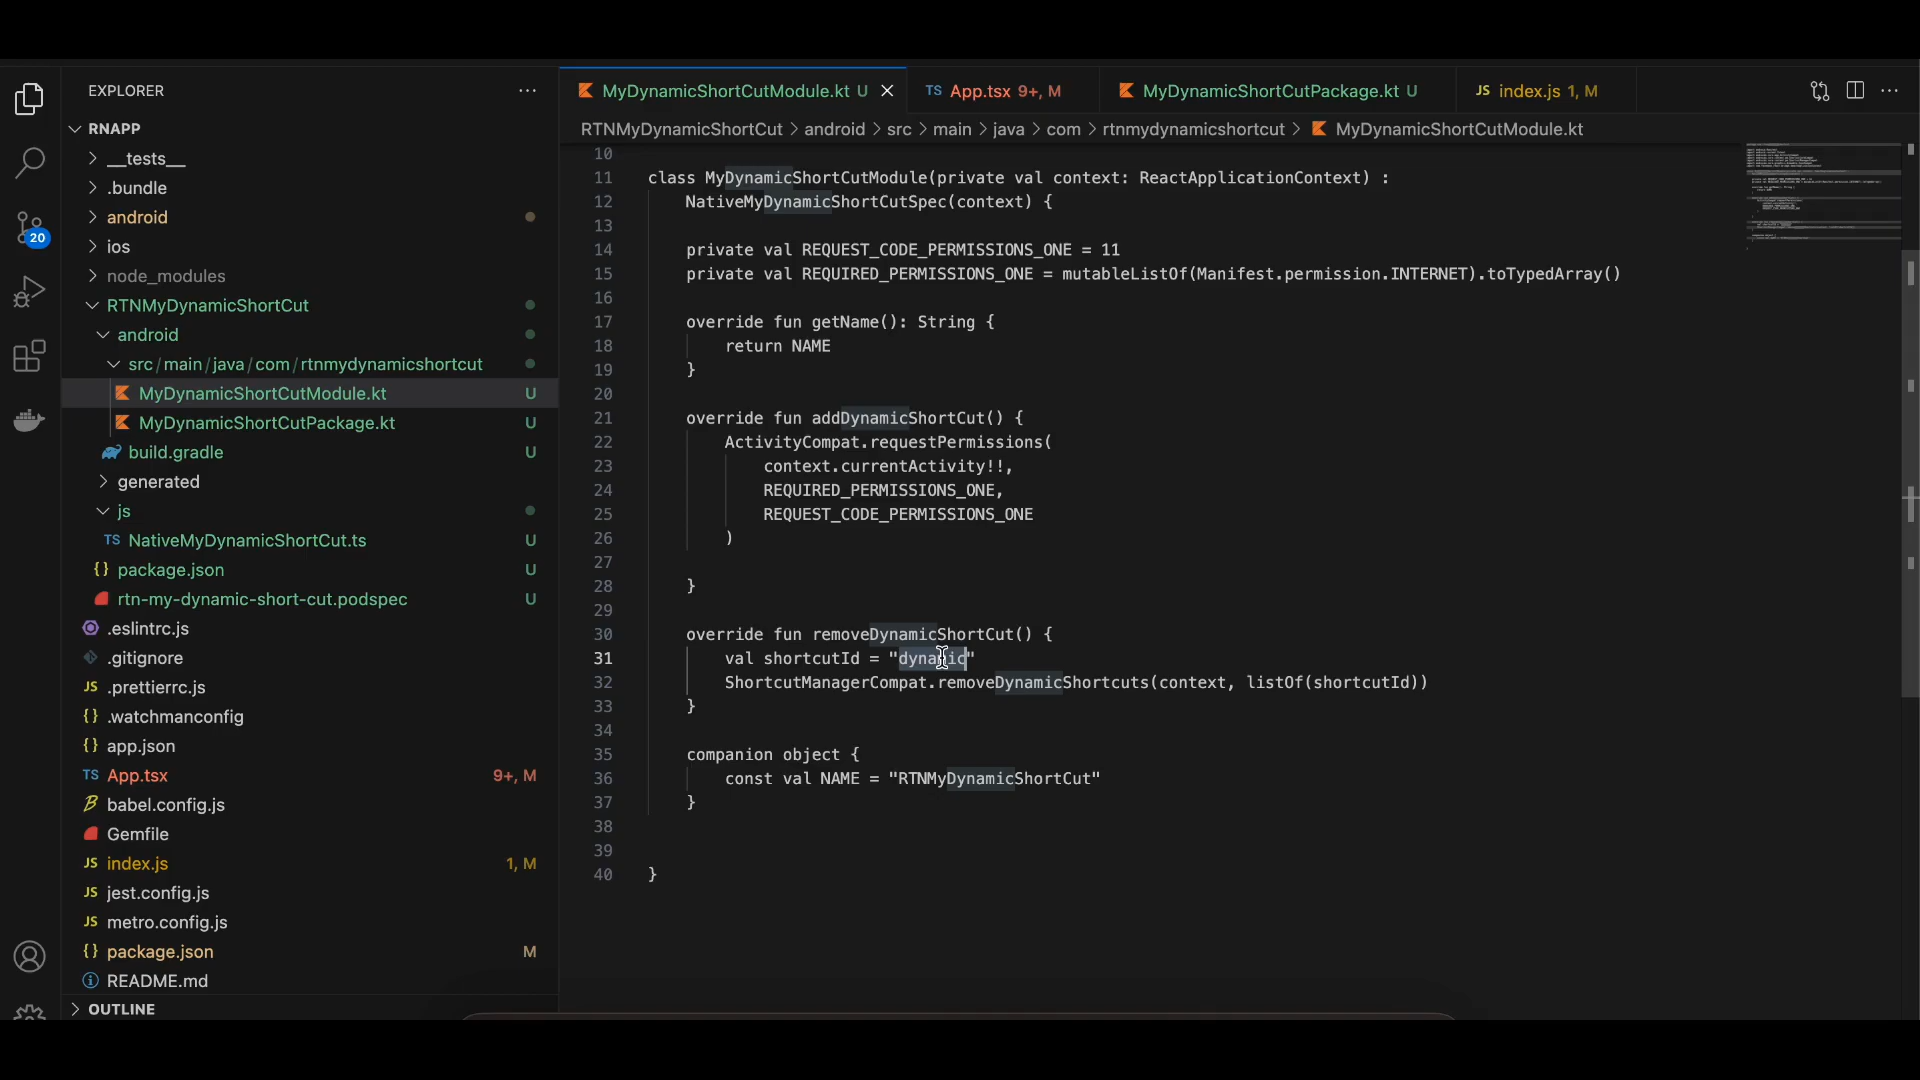 EXPLORER
RNAPP
__tests__
.bundle
android
ios
node_modules
RTNMyDynamicShortCut
android
src/main/java/com/rtnmydynamicshortcut
MyDynamicShortCutModule.kt U
MyDynamicShortCutPackage.kt U
build.gradle U
generated
js
TS NativeMyDynamicShortCut.ts U
{} package.json U
rtn-my-dynamic-short-cut.podspec U
.eslintrc.js
.gitignore
JS .prettierrc.js
{} .watchmanconfig
{} app.json
TS App.tsx 9+, M
babel.config.js
Gemfile
JS index.js 1, M
JS jest.config.js
JS metro.config.js
{} package.json M
README.md
OUTLINE
20
MyDynamicShortCutModule.kt U TS App.tsx 9+, M MyDynamicShortCutPackage.kt U JS index.js 1, M
RTNMyDynamicShortCut > android > src > main > java > com > rtnmydynamicshortcut > MyDynamicShortCutModule.kt
10
11 class MyDynamicShortCutModule(private val context: ReactApplicationContext) :
12 NativeMyDynamicShortCutSpec(context) {
13
14 private val REQUEST_CODE_PERMISSIONS_ONE = 11
15 private val REQUIRED_PERMISSIONS_ONE = mutableListOf(Manifest.permission.INTERNET).toTypedArray()
16
17 override fun getName(): String {
18 return NAME
19 }
20
21 override fun addDynamicShortCut() {
22 ActivityCompat.requestPermissions(
23 context.currentActivity!!,
24 REQUIRED_PERMISSIONS_ONE,
25 REQUEST_CODE_PERMISSIONS_ONE
26 )
27
28 }
29
30 override fun removeDynamicShortCut() {
31 val shortcutId = "dynamic"
32 ShortcutManagerCompat.removeDynamicShortcuts(context, listOf(shortcutId))
33 }
34
35 companion object {
36 const val NAME = "RTNMyDynamicShortCut"
37 }
38
39
40 }